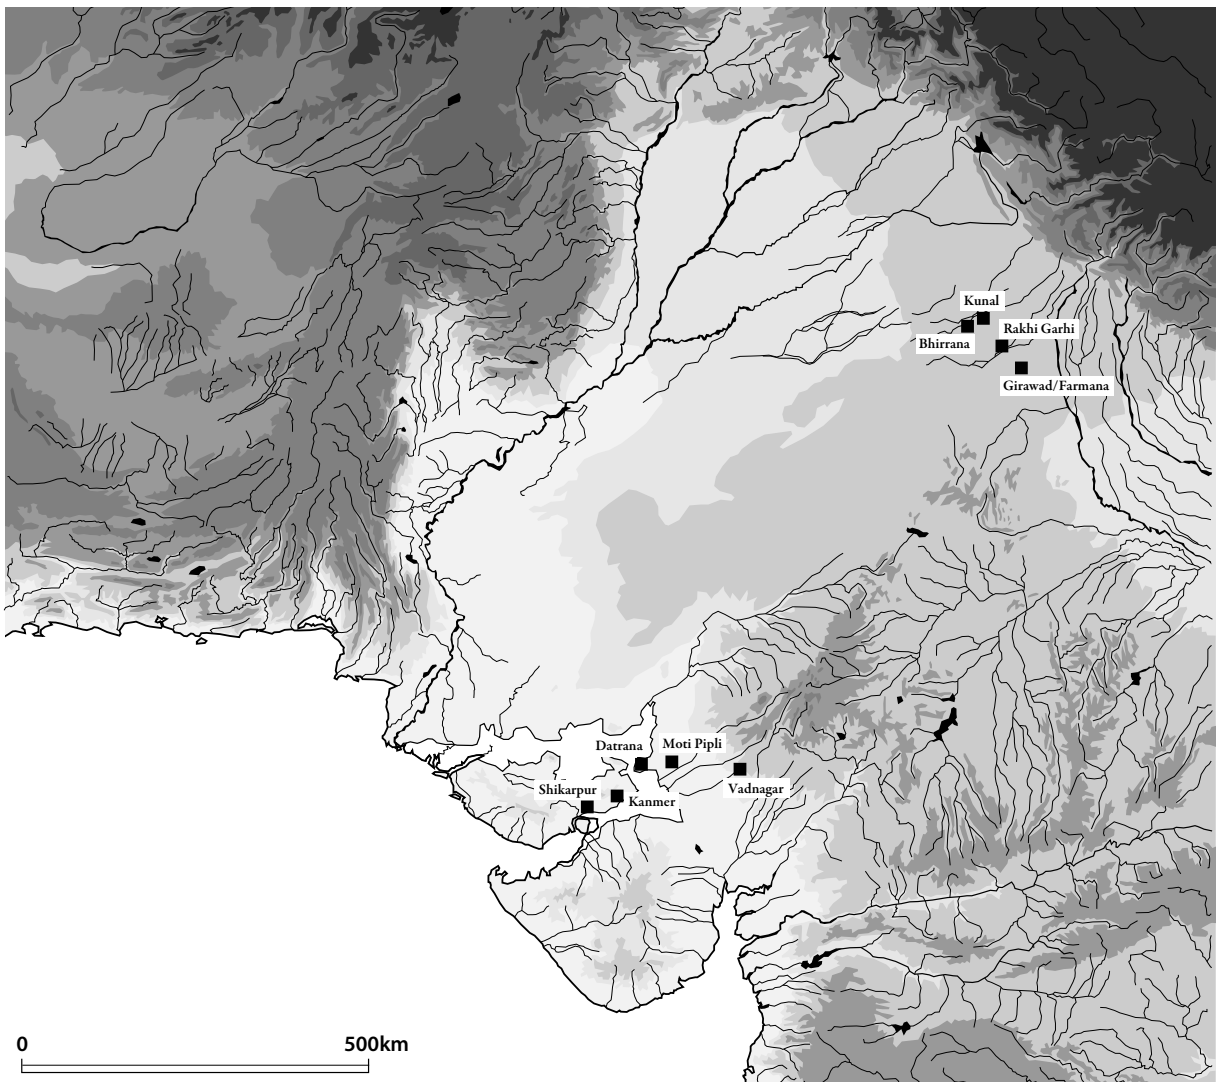 Kunal
Rakhi Garhi
Bhirrana
Girawad/Farmana
Datrana
Moti Pipli
Shikarpur
Vadnagar
Kanmer
0
500km